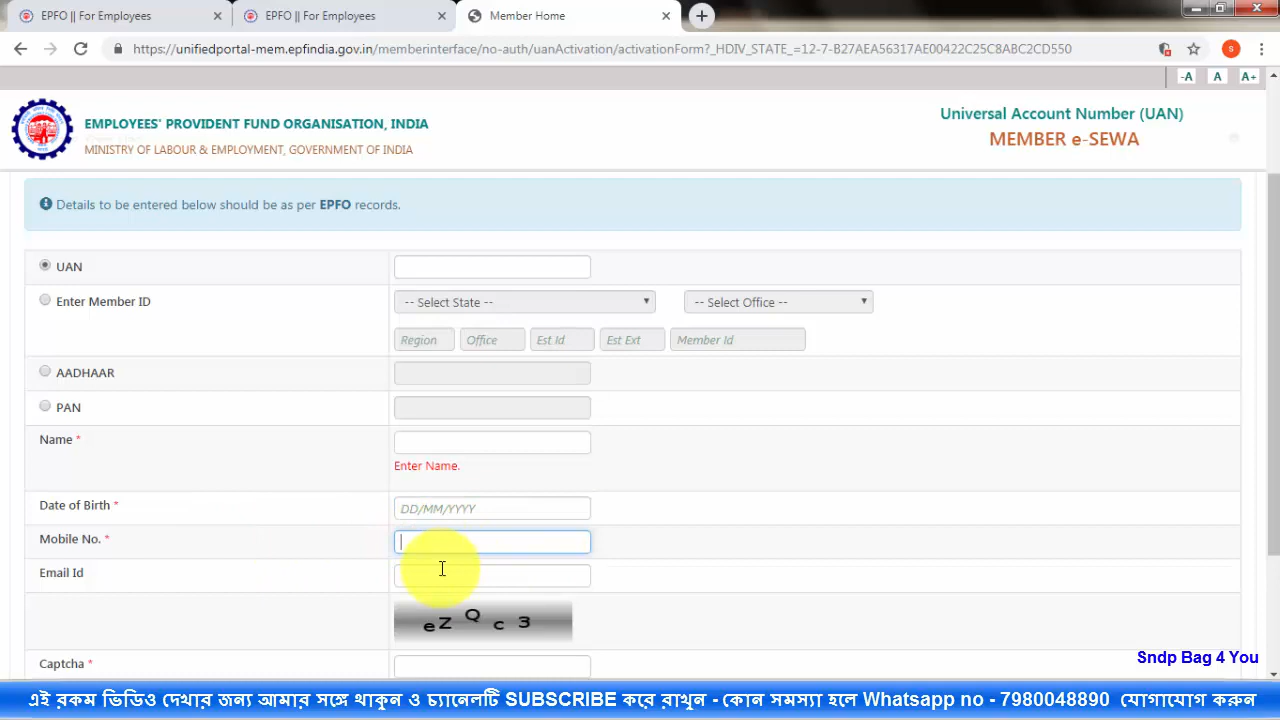 EPFO || For Employees
EPFO || For Employees
Member Home
https://unifiedportal-mem.epfindia.gov.in/memberinterface/no-auth/uanActivation/activationForm?_HDIV_STATE_=12-7-B27AEA56317AE00422C25C8ABC2CD550
S
-A A A+
EMPLOYEES' PROVIDENT FUND ORGANISATION, INDIA
MINISTRY OF LABOUR & EMPLOYMENT, GOVERNMENT OF INDIA
Universal Account Number (UAN)
MEMBER e-SEWA
Details to be entered below should be as per EPFO records.
UAN
Enter Member ID -- Select State -- -- Select Office --
Region Office Est Id Est Ext Member Id
AADHAAR
PAN
Name *
Enter Name.
Date of Birth * DD/MM/YYYY
Mobile No. *
Email Id
eZQc3
Captcha *
Sndp Bag 4 You
এই রকম ভিডিও দেখার জন্য আমার সঙ্গে থাকুন ও চ্যানেলটি SUBSCRIBE করে রাখুন - কোন সমস্যা হলে Whatsapp no - 7980048890 যোগাযোগ করুন